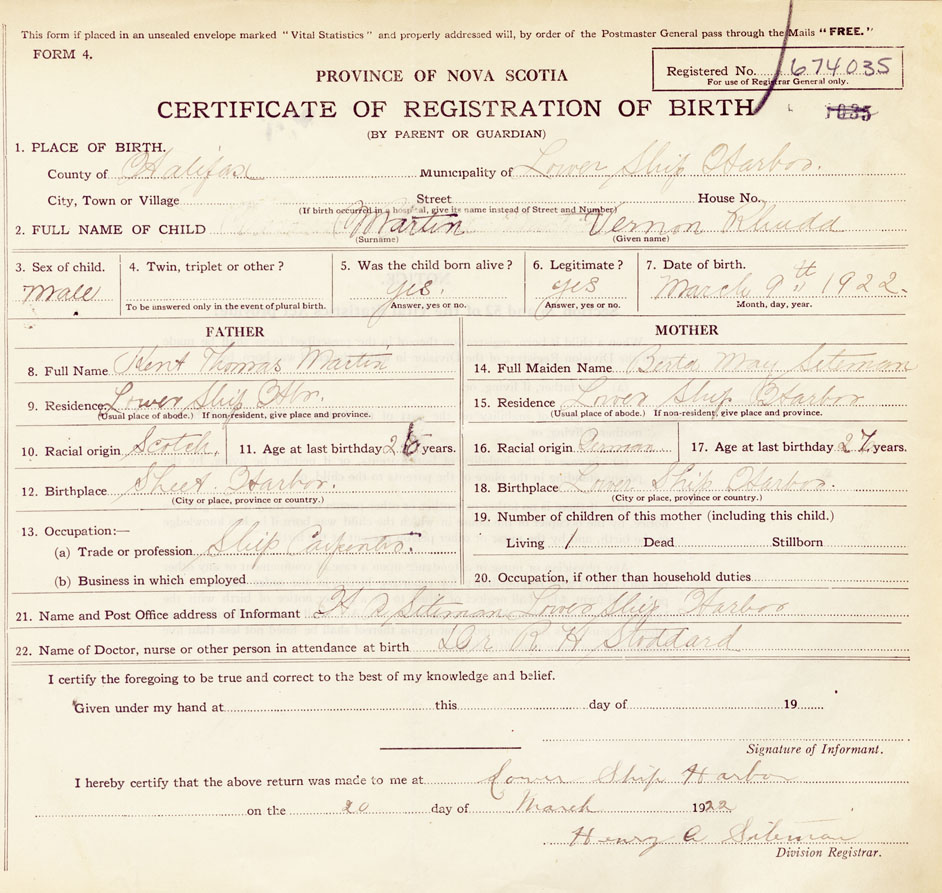 This form if placed in an unsealed envelope marked "Vital Statistics" and properly addressed will, by order of the Postmaster General pass through the Mails "FREE."
FORM 4.
PROVINCE OF NOVA SCOTIA
Registered No. 674035
For use of Registrar General only.
CERTIFICATE OF REGISTRATION OF BIRTH
1035
(BY PARENT OR GUARDIAN)
1. PLACE OF BIRTH.
County of Halifax Municipality of Lower Ship Harbor.
City, Town or Village Street House No.
(If birth occurred in a hospital, give its name instead of Street and Number)
2. FULL NAME OF CHILD Martin Vernon
(Surname) (Given name)
3. Sex of child. 4. Twin, triplet or other? 5. Was the child born alive? 6. Legitimate? 7. Date of birth.
Male yes. yes March 9th 1922.
To be answered only in the event of plural birth. Answer, yes or no. Answer, yes or no. Month, day, year.
FATHER MOTHER
8. Full Name Kent Thomas Martin 14. Full Maiden Name May Siteman
9. Residence Lower Ship Hbr. 15. Residence Lower Ship Harbor
(Usual place of abode.) If non-resident, give place and province. (Usual place of abode.) If non-resident, give place and province.
10. Racial origin Scotch, 11. Age at last birthday 26 years. 16. Racial origin 17. Age at last birthday 27 years.
12. Birthplace Sheet Harbor. 18. Birthplace Lower Ship Harbor.
(City or place, province or country.) (City or place, province or country.)
13. Occupation:— 19. Number of children of this mother (including this child.)
(a) Trade or profession Ship Carpenter. Living 1 Dead Stillborn
(b) Business in which employed 20. Occupation, if other than household duties
21. Name and Post Office address of Informant H A Siteman Lower Ship Harbor
22. Name of Doctor, nurse or other person in attendance at birth Dr R H Stoddard
I certify the foregoing to be true and correct to the best of my knowledge and belief.
Given under my hand at this day of 19
Signature of Informant.
I hereby certify that the above return was made to me at Lower Ship Harbor
on the 20 day of March 1922
Henry A Siteman
Division Registrar.